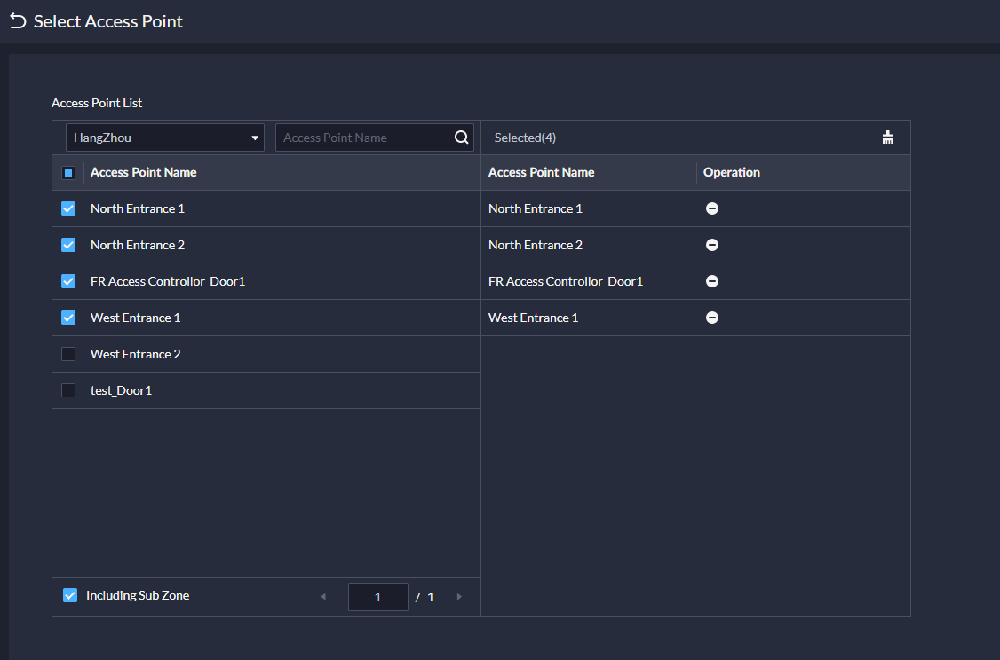 Select Access Point
Access Point List
HangZhou
Access Point Name
Selected(4)
Access Point Name
Access Point Name
Operation
North Entrance 1
North Entrance 1
North Entrance 2
North Entrance 2
FR Access Controllor_Door1
FR Access Controllor_Door1
West Entrance 1
West Entrance 1
West Entrance 2
test_Door1
Including Sub Zone
1 / 1